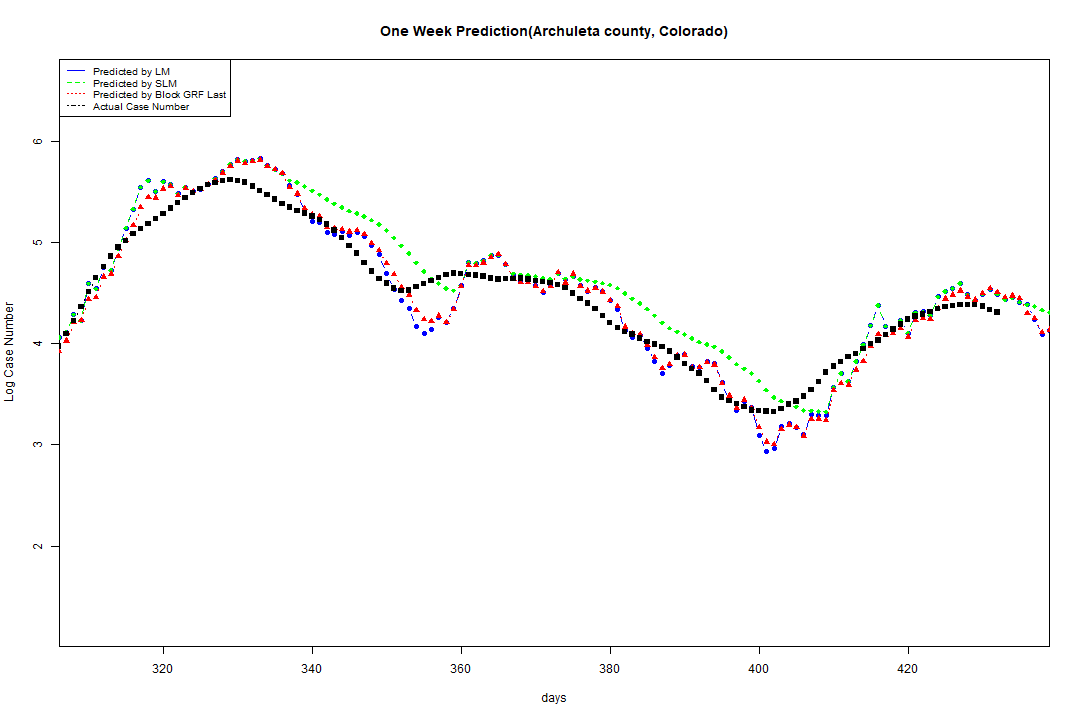 One Week Prediction(Archuleta county, Colorado)
Predicted by LM
Predicted by SLM
Predicted by Block GRF Last
Actual Case Number
6
5
4
3
2
Log Case Number
320 340 360 380 400 420
days